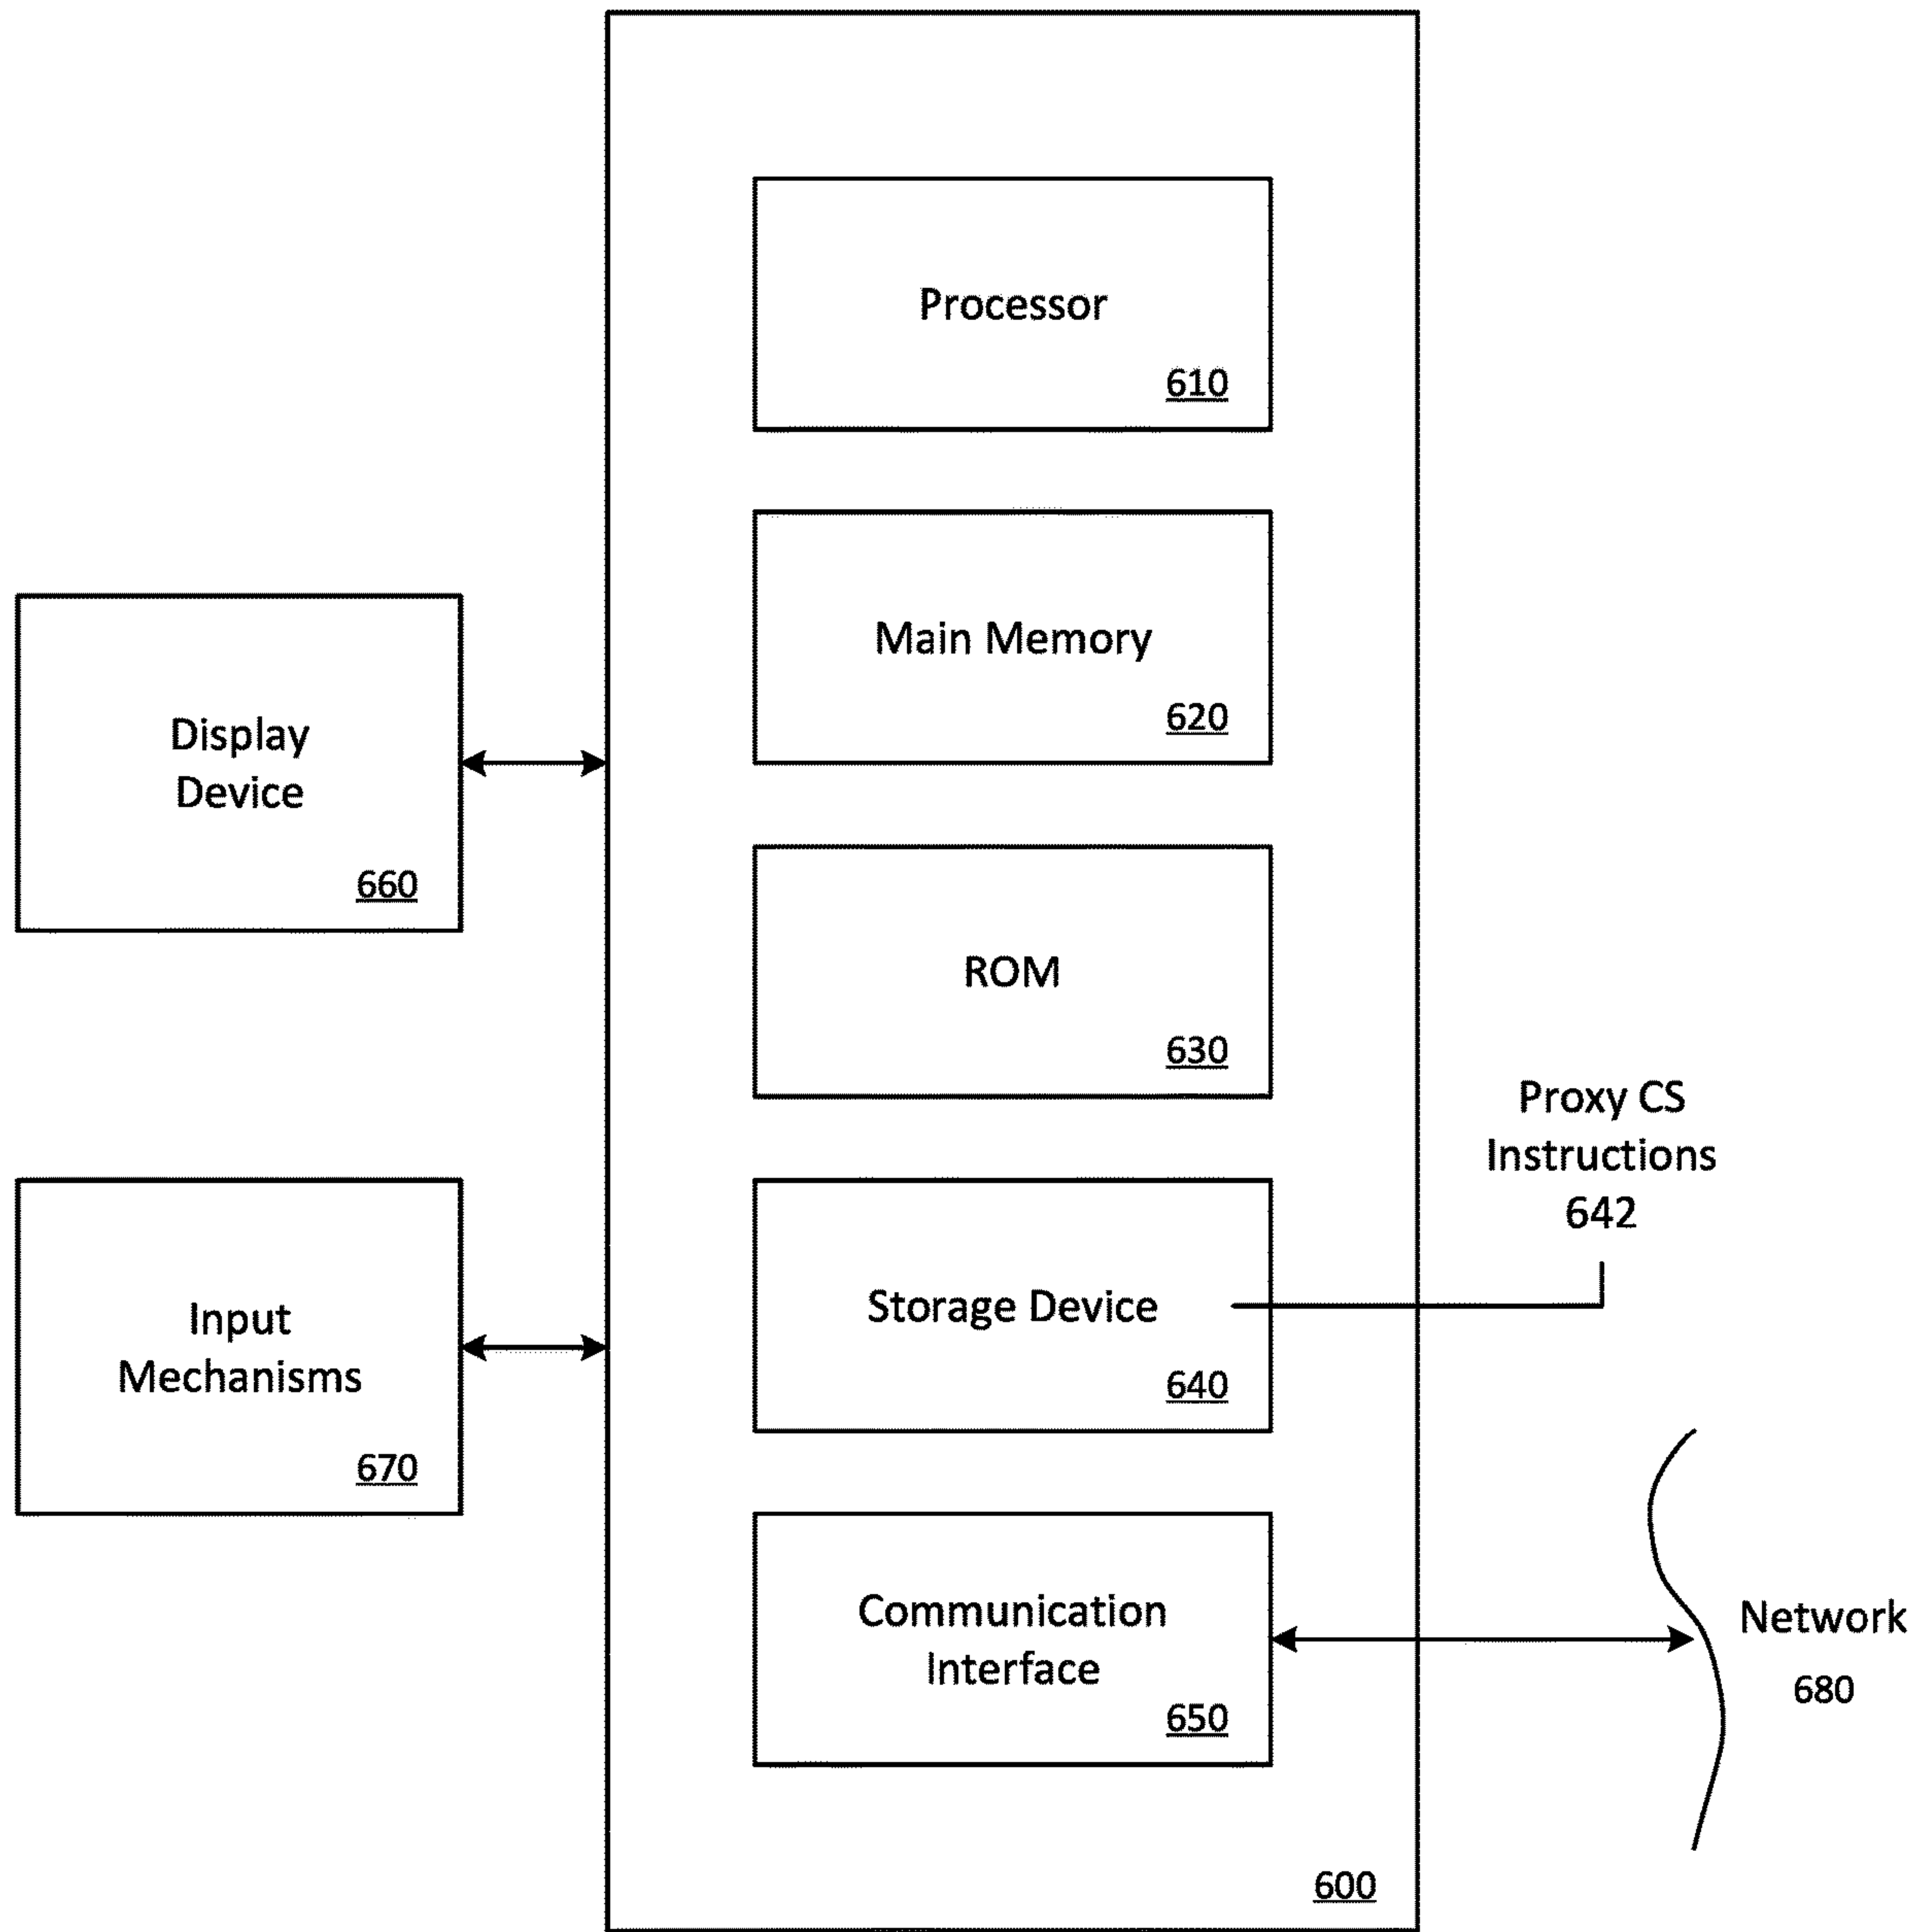 Processor
610
Main Memory
620
Display
Device
660
ROM
630
Proxy CS
Instructions
642
Storage Device
640
Input
Mechanisms
670
Communication
Interface
650
Network
680
600